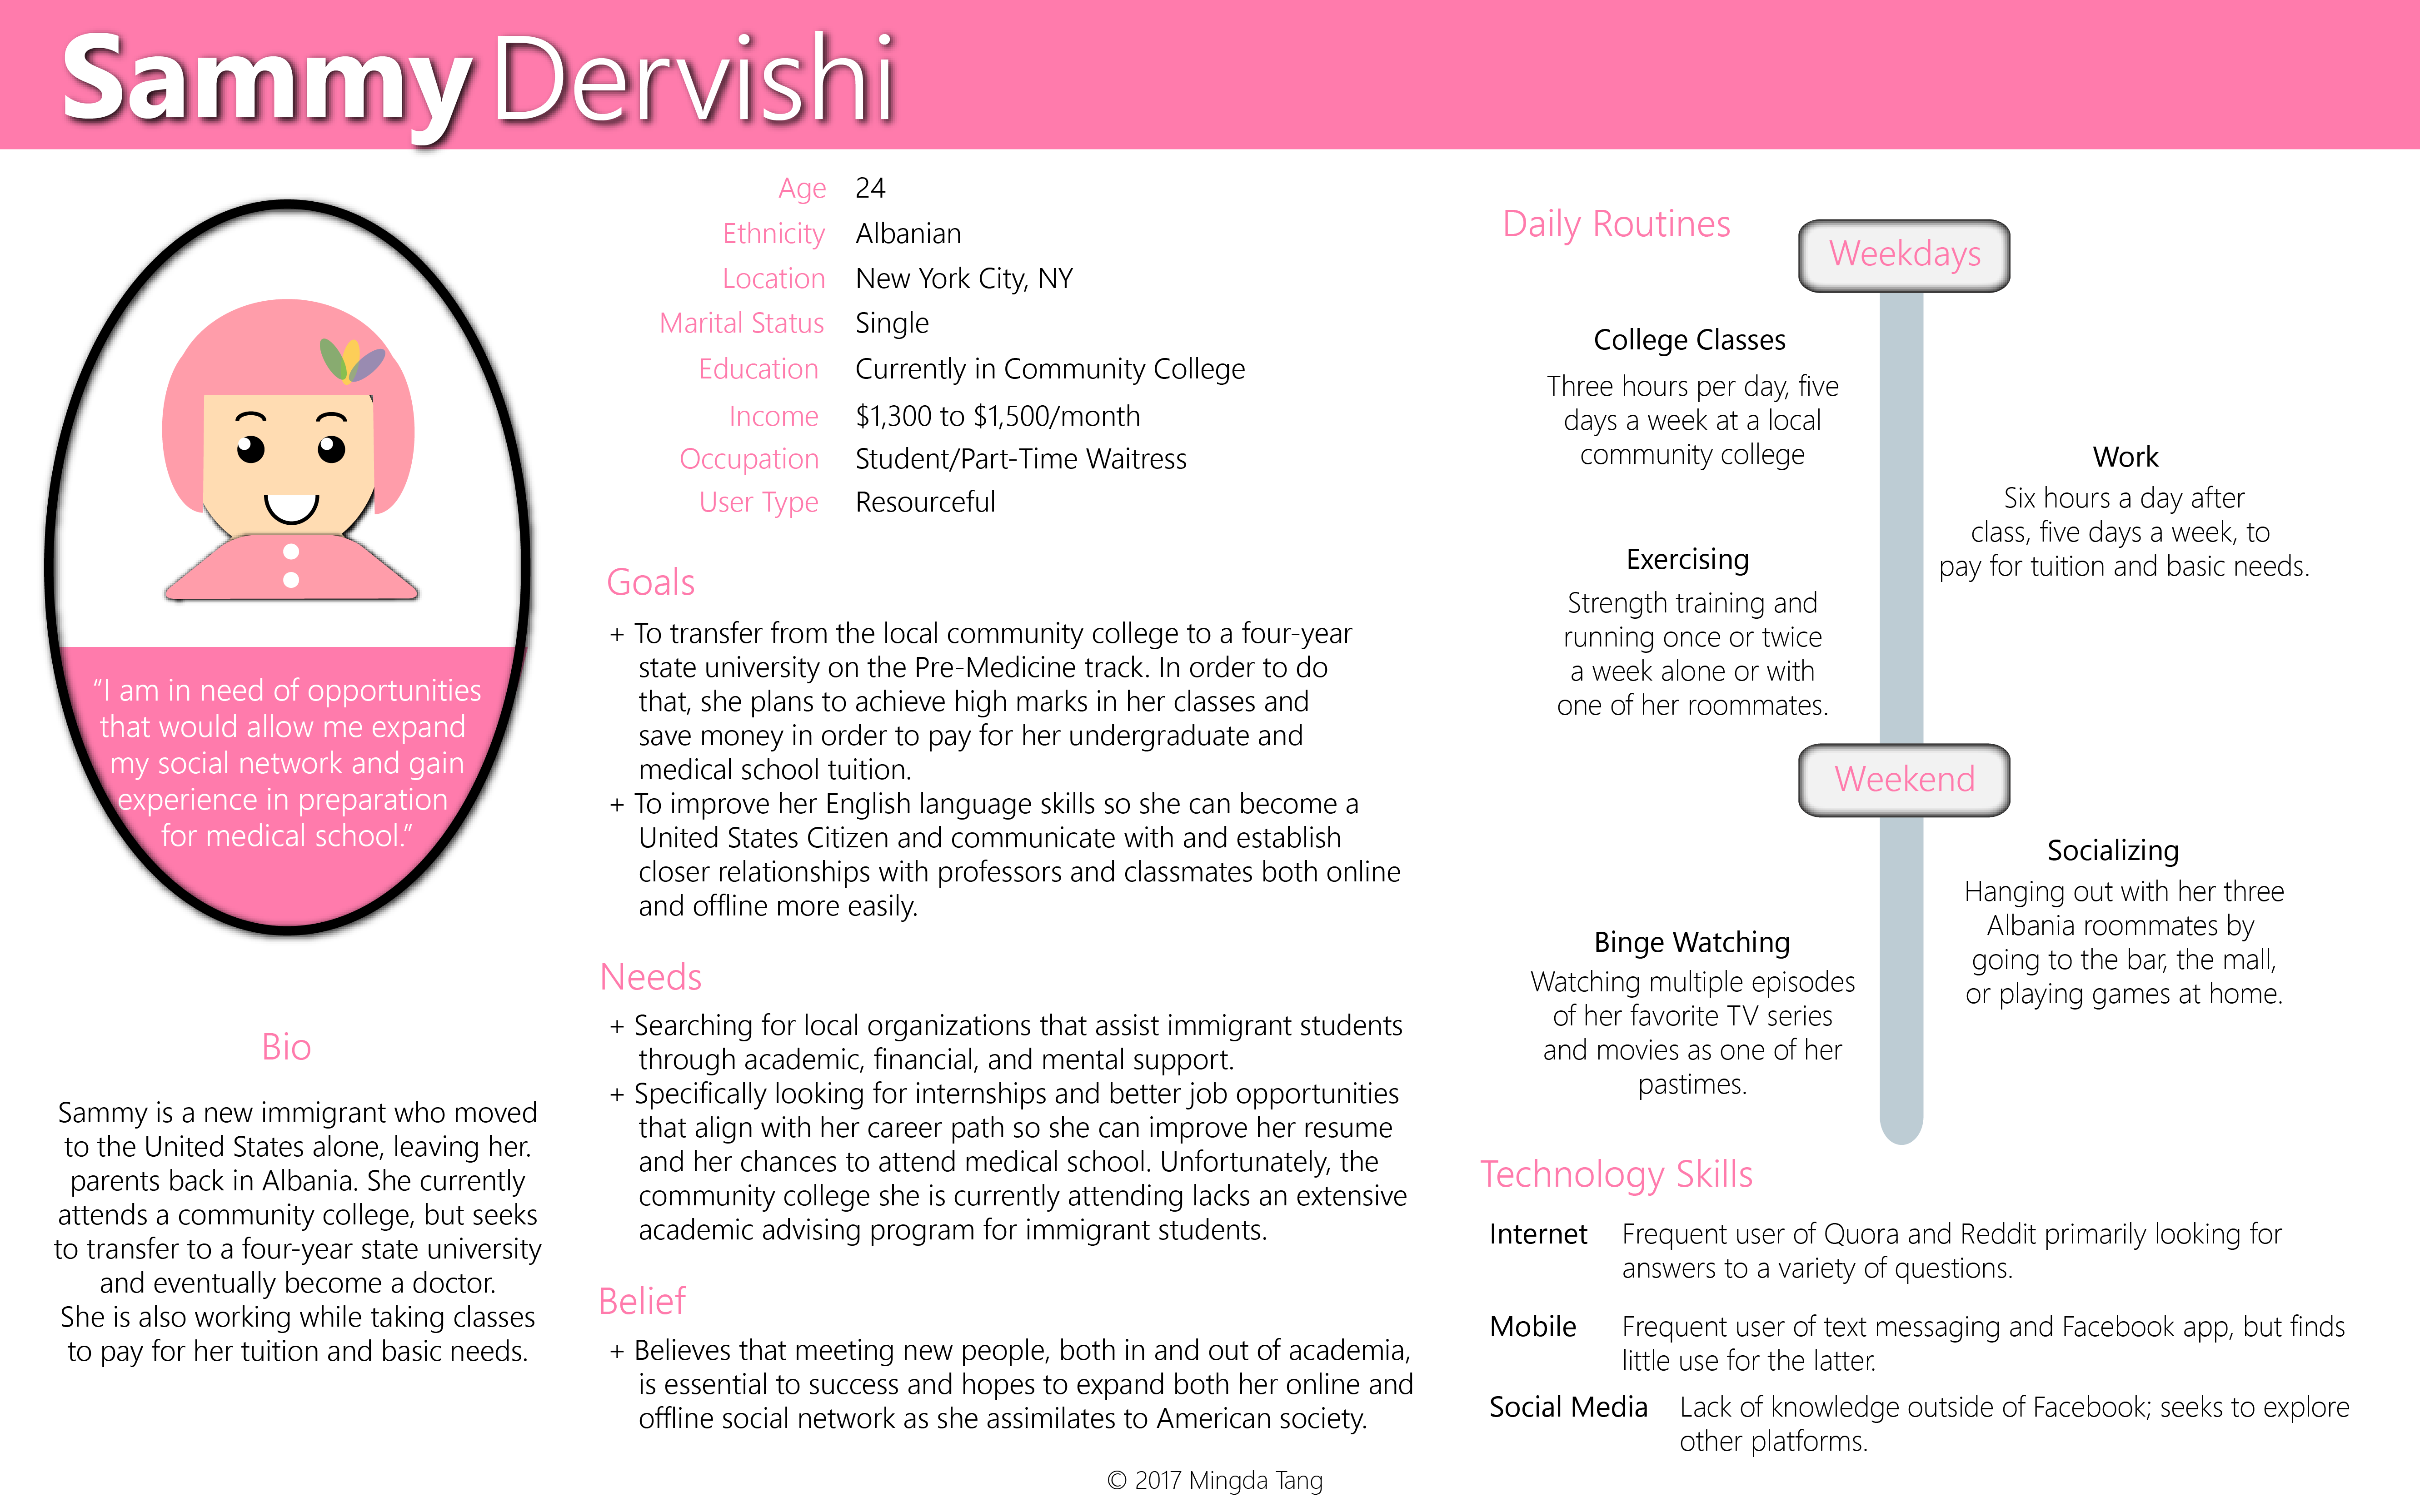 Sammy Dervishi
"I am in need of opportunities
that would allow me expand
my social network and gain
experience in preparation
for medical school."
Bio
Sammy is a new immigrant who moved
to the United States alone, leaving her.
parents back in Albania. She currently
attends a community college, but seeks
to transfer to a four-year state university
and eventually become a doctor.
She is also working while taking classes
to pay for her tuition and basic needs.
Age 24
Ethnicity Albanian
Location New York City, NY
Marital Status Single
Education Currently in Community College
Income $1,300 to $1,500/month
Occupation Student/Part-Time Waitress
User Type Resourceful
Goals
+ To transfer from the local community college to a four-year
state university on the Pre-Medicine track. In order to do
that, she plans to achieve high marks in her classes and
save money in order to pay for her undergraduate and
medical school tuition.
+ To improve her English language skills so she can become a
United States Citizen and communicate with and establish
closer relationships with professors and classmates both online
and offline more easily.
Needs
+ Searching for local organizations that assist immigrant students
through academic, financial, and mental support.
+ Specifically looking for internships and better job opportunities
that align with her career path so she can improve her resume
and her chances to attend medical school. Unfortunately, the
community college she is currently attending lacks an extensive
academic advising program for immigrant students.
Belief
+ Believes that meeting new people, both in and out of academia,
is essential to success and hopes to expand both her online and
offline social network as she assimilates to American society.
Daily Routines
Weekdays
College Classes
Three hours per day, five
days a week at a local
community college
Work
Six hours a day after
class, five days a week, to
pay for tuition and basic needs.
Exercising
Strength training and
running once or twice
a week alone or with
one of her roommates.
Weekend
Socializing
Hanging out with her three
Albania roommates by
going to the bar, the mall,
or playing games at home.
Binge Watching
Watching multiple episodes
of her favorite TV series
and movies as one of her
pastimes.
Technology Skills
Internet Frequent user of Quora and Reddit primarily looking for
answers to a variety of questions.
Mobile Frequent user of text messaging and Facebook app, but finds
little use for the latter.
Social Media Lack of knowledge outside of Facebook; seeks to explore
other platforms.
© 2017 Mingda Tang